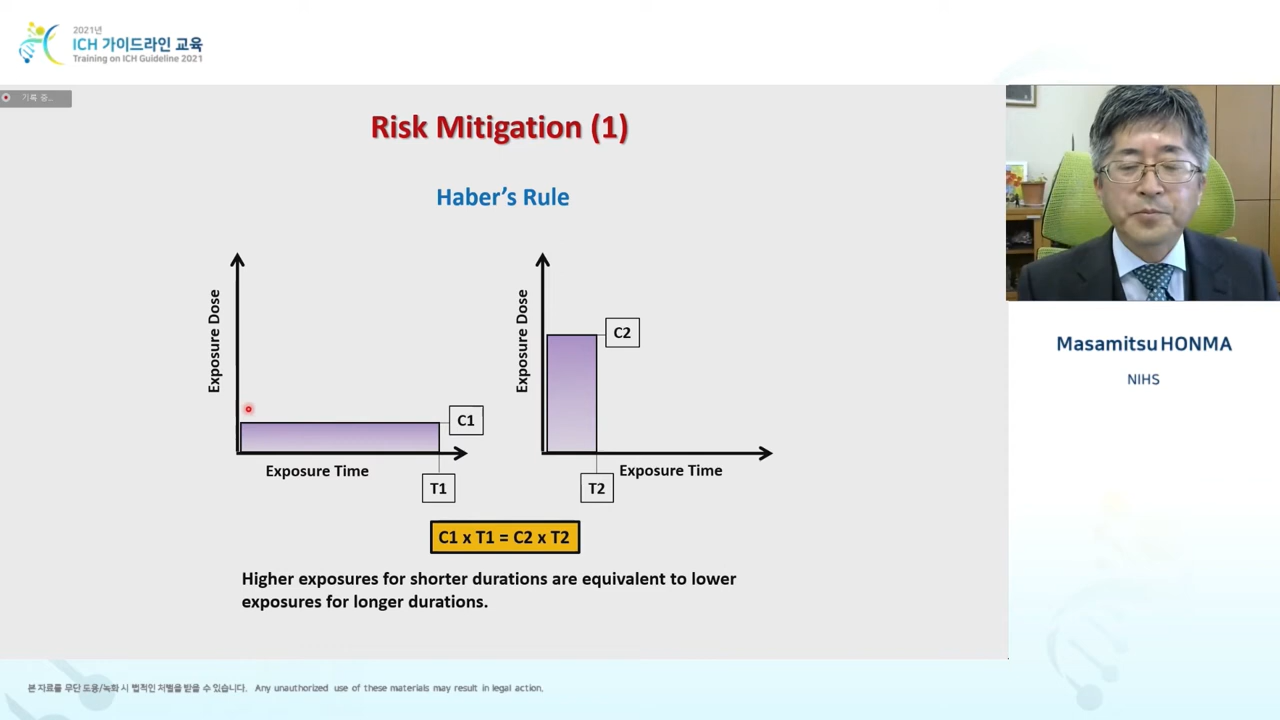 2021년
ICH 가이드라인 교육
Training on ICH Guideline 2021
기록 중...
Risk Mitigation (1)
Haber's Rule
Exposure Dose
C1
Exposure Time
T1
Exposure Dose
C2
Exposure Time
T2
C1 x T1 = C2 x T2
Higher exposures for shorter durations are equivalent to lower
exposures for longer durations.
Masamitsu HONMA
NIHS
본 자료를 무단 도용/녹화 시 법적인 처벌을 받을 수 있습니다. Any unauthorized use of these materials may result in legal action.